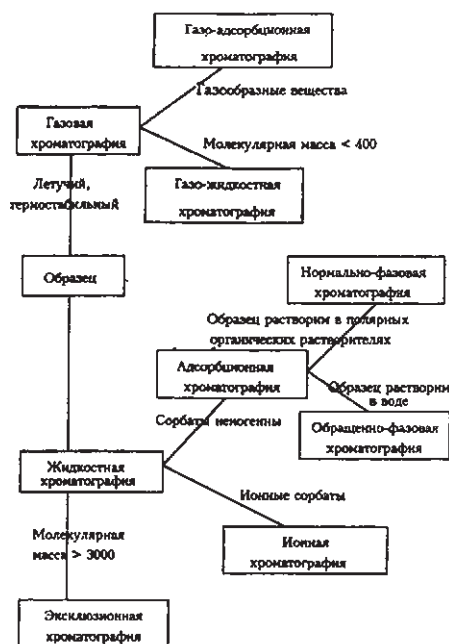 Газо-адсорбционная
хроматография
Газообразные вещества
Газовая
хроматография
Молекулярная масса < 400
Летучий,
термостабильный
Газо-жидкостная
хроматография
Образец
Нормально-фазовая
хроматография
Образец растворим в полярных
органических растворителях
Адсорбционная
хроматография
Образец растворим
в воде
Сорбаты неиогенны
Обращенно-фазовая
хроматография
Жидкостная
хроматография
Ионные сорбаты
Молекулярная
масса > 3000
Ионная
хроматография
Эксклюзионная
хроматография